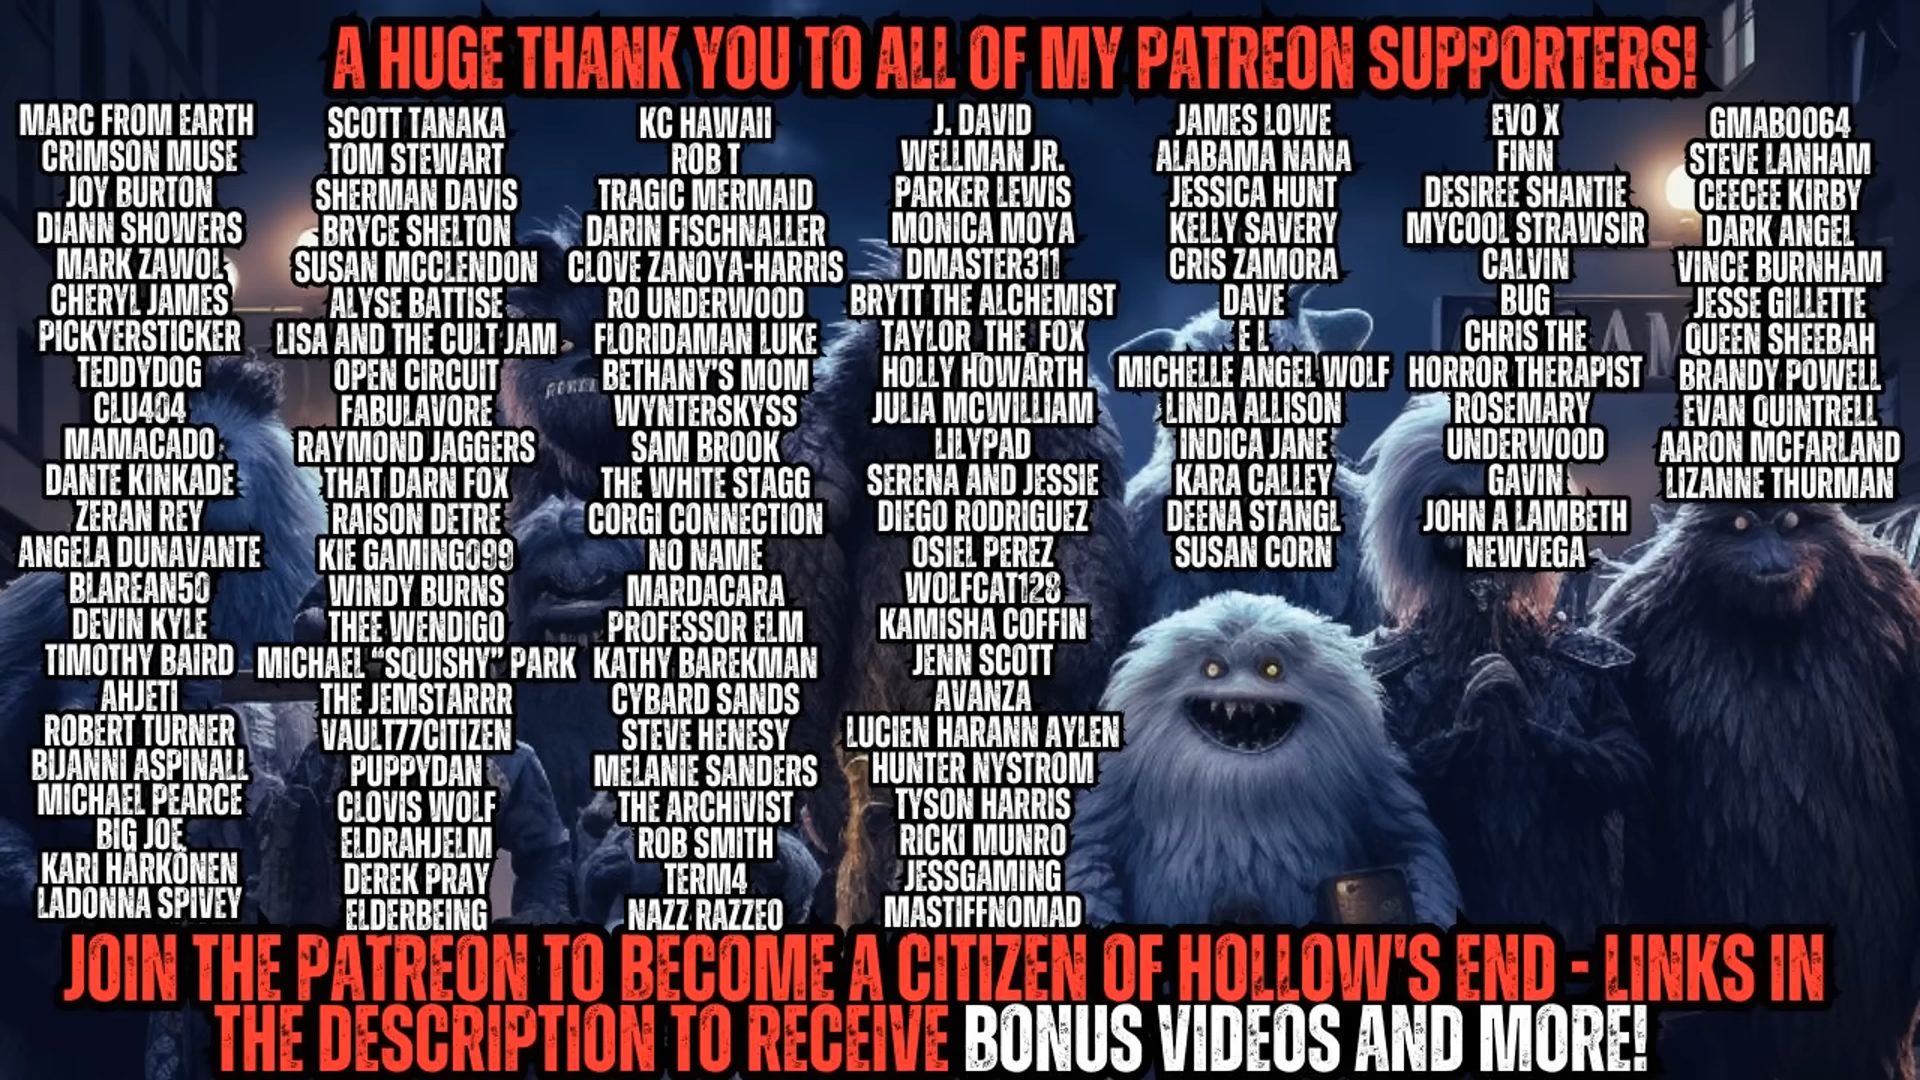 A HUGE THANK YOU TO ALL OF MY PATREON SUPPORTERS!
MARC FROM EARTH
CRIMSON MUSE
JOY BURTON
DIANN SHOWERS
MARK ZAWOL
CHERYL JAMES
PICKYERSTICKER
TEDDYDOG
CLU404
MAMACADO
DANTE KINKADE
ZERAN REY
ANGELA DUNAVANTE
BLAREAN50
DEVIN KYLE
TIMOTHY BAIRD
AHJETI
ROBERT TURNER
BIJANNI ASPINALL
MICHAEL PEARCE
BIG JOE
KARI HÄRKÖNEN
LADONNA SPIVEY
SCOTT TANAKA
TOM STEWART
SHERMAN DAVIS
BRYCE SHELTON
SUSAN MCCLENDON
ALYSE BATTISE
LISA AND THE CULT JAM
OPEN CIRCUIT
FABULAVORE
RAYMOND JAGGERS
THAT DARN FOX
RAISON DETRE
KIE GAMING099
WINDY BURNS
THEE WENDIGO
MICHAEL “SQUISHY” PARK
THE JEMSTARRR
VAULT77CITIZEN
PUPPYDAN
CLOVIS WOLF
ELDRAHJELM
DEREK PRAY
ELDERBEING
KC HAWAII
ROB T
TRAGIC MERMAID
DARIN FISCHNALLER
CLOVE ZANOYA-HARRIS
RO UNDERWOOD
FLORIDAMAN LUKE
BETHANY'S MOM
WYNTERSKYSS
SAM BROOK
THE WHITE STAGG
CORGI CONNECTION
NO NAME
MARDACARA
PROFESSOR ELM
KATHY BAREKMAN
CYBARD SANDS
STEVE HENESY
MELANIE SANDERS
THE ARCHIVIST
ROB SMITH
TERM4
NAZZ RAZZEO
J. DAVID
WELLMAN JR.
PARKER LEWIS
MONICA MOYA
DMASTER311
BRYTT THE ALCHEMIST
TAYLOR_THE_FOX
HOLLY HOWARTH
JULIA MCWILLIAM
LILYPAD
SERENA AND JESSIE
DIEGO RODRIGUEZ
OSIEL PEREZ
WOLFCAT128
KAMISHA COFFIN
JENN SCOTT
AVANZA
LUCIEN HARANN AYLEN
HUNTER NYSTROM
TYSON HARRIS
RICKI MUNRO
JESSGAMING
MASTIFFNOMAD
JAMES LOWE
ALABAMA NANA
JESSICA HUNT
KELLY SAVERY
CRIS ZAMORA
DAVE
E L
MICHELLE ANGEL WOLF
LINDA ALLISON
INDICA JANE
KARA CALLEY
DEENA STANGL
SUSAN CORN
EVO X
FINN
DESIREE SHANTIE
MYCOOL STRAWSIR
CALVIN
BUG
CHRIS THE
HORROR THERAPIST
ROSEMARY
UNDERWOOD
GAVIN
JOHN A LAMBETH
NEWVEGA
GMAB0064
STEVE LANHAM
CEECEE KIRBY
DARK ANGEL
VINCE BURNHAM
JESSE GILLETTE
QUEEN SHEEBAH
BRANDY POWELL
EVAN QUINTRELL
AARON MCFARLAND
LIZANNE THURMAN
JOIN THE PATREON TO BECOME A CITIZEN OF HOLLOW'S END - LINKS IN
THE DESCRIPTION TO RECEIVE BONUS VIDEOS AND MORE!